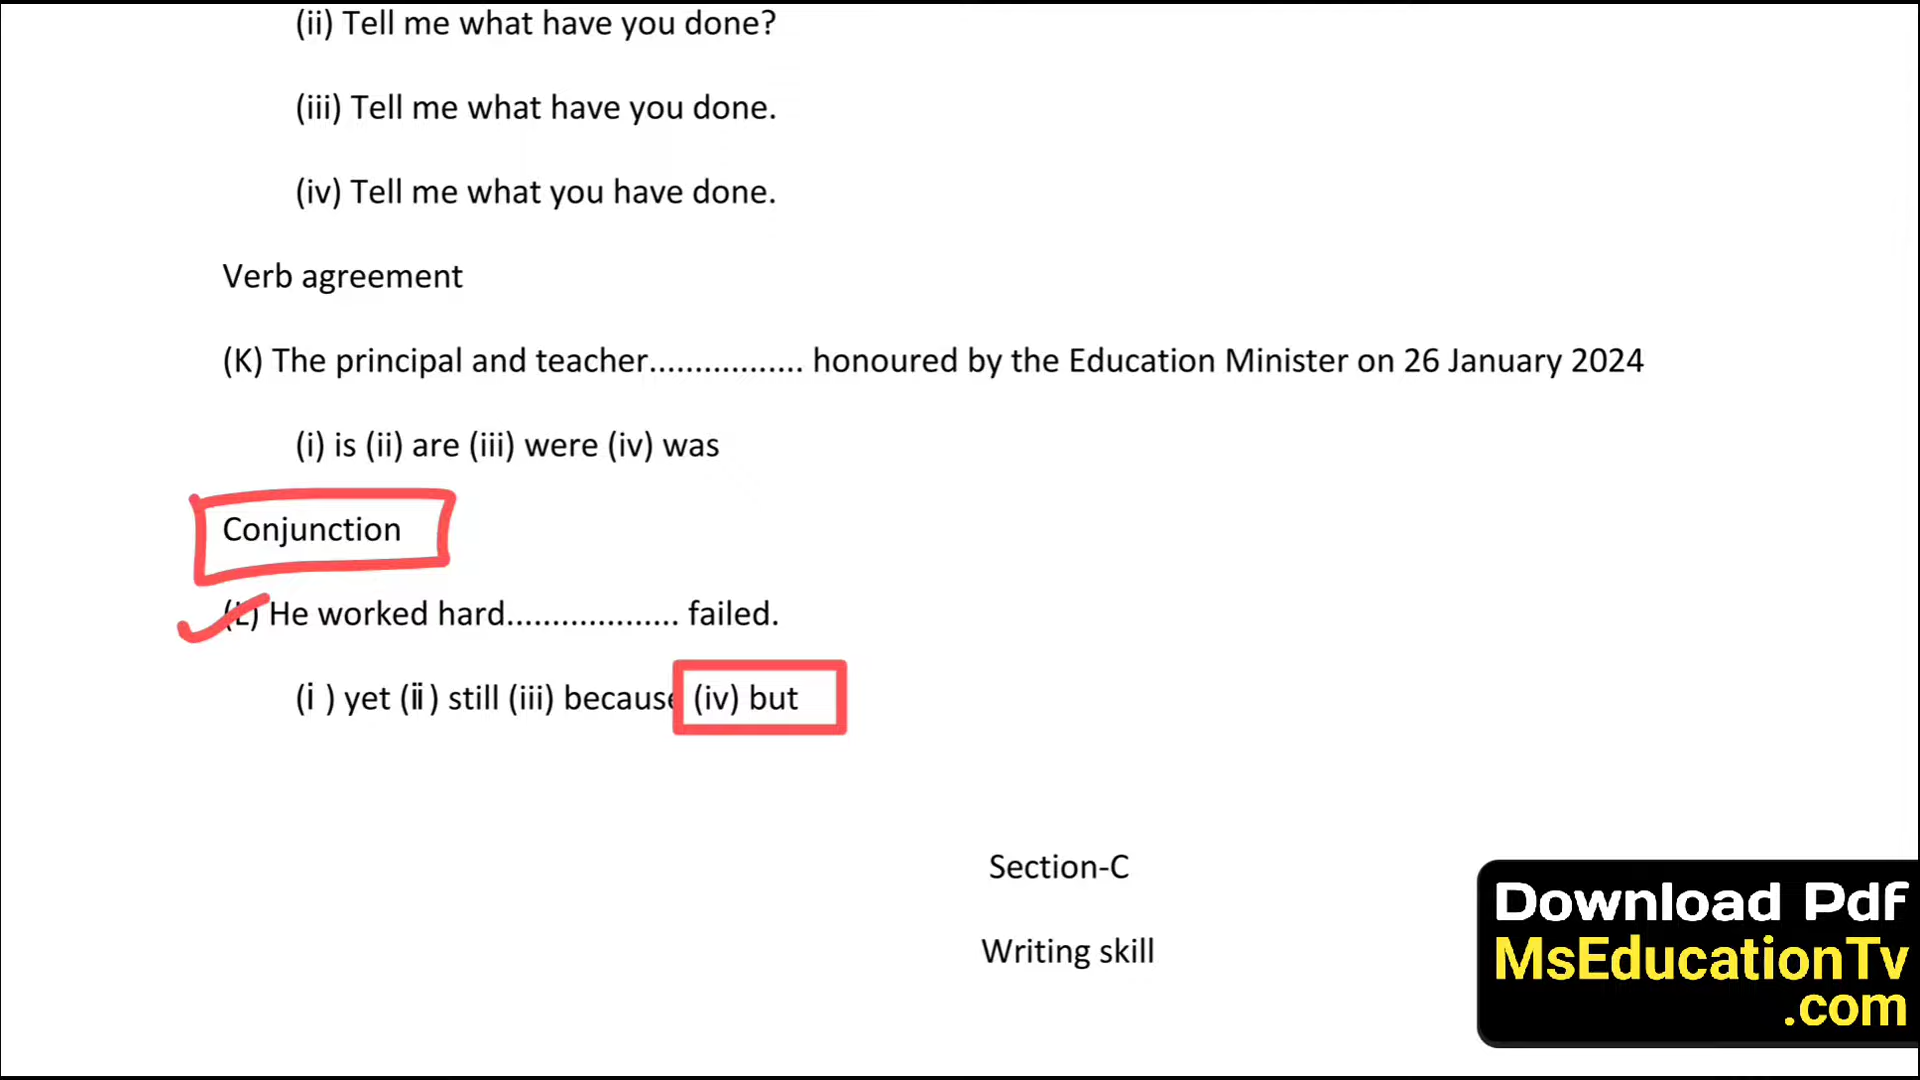 (ii) Tell me what have you done?
(iii) Tell me what have you done.
(iv) Tell me what you have done.
Verb agreement
(K) The principal and teacher................. honoured by the Education Minister on 26 January 2024
(i) is (ii) are (iii) were (iv) was
Conjunction
(L) He worked hard................... failed.
(ⅰ ) yet (ⅱ ) still (iii) because (iv) but
Section-C
Writing skill
Download Pdf
MsEducationTv
.com